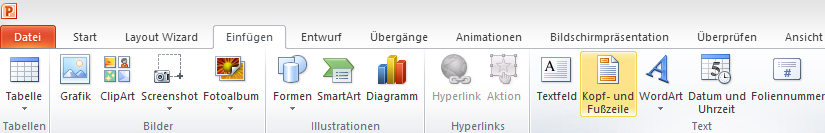 P
Datei Start Layout Wizard Einfügen Entwurf Übergänge Animationen Bildschirmpräsentation Überprüfen Ansicht
Tabelle Grafik ClipArt Screenshot Fotoalbum Formen SmartArt Diagramm Hyperlink Aktion Textfeld Kopf- und Fußzeile WordArt Datum und Uhrzeit Foliennummer
Tabellen Bilder Illustrationen Hyperlinks Text